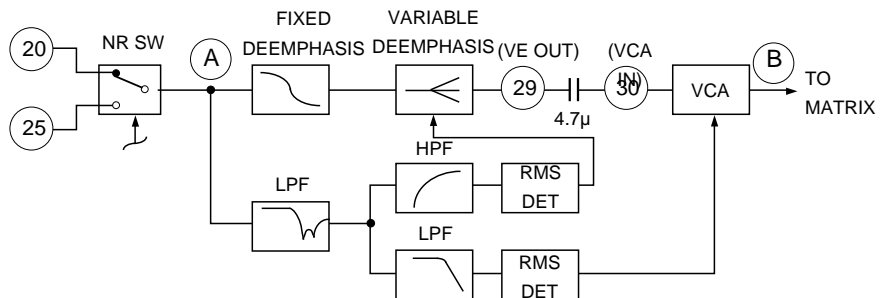 FIXED
DEEMPHASIS
VARIABLE
DEEMPHASIS
20
NR SW
A
(VE OUT)
(VCA
IN)
B
29
30
VCA
TO
MATRIX
25
4.7μ
HPF
RMS
DET
LPF
LPF
RMS
DET